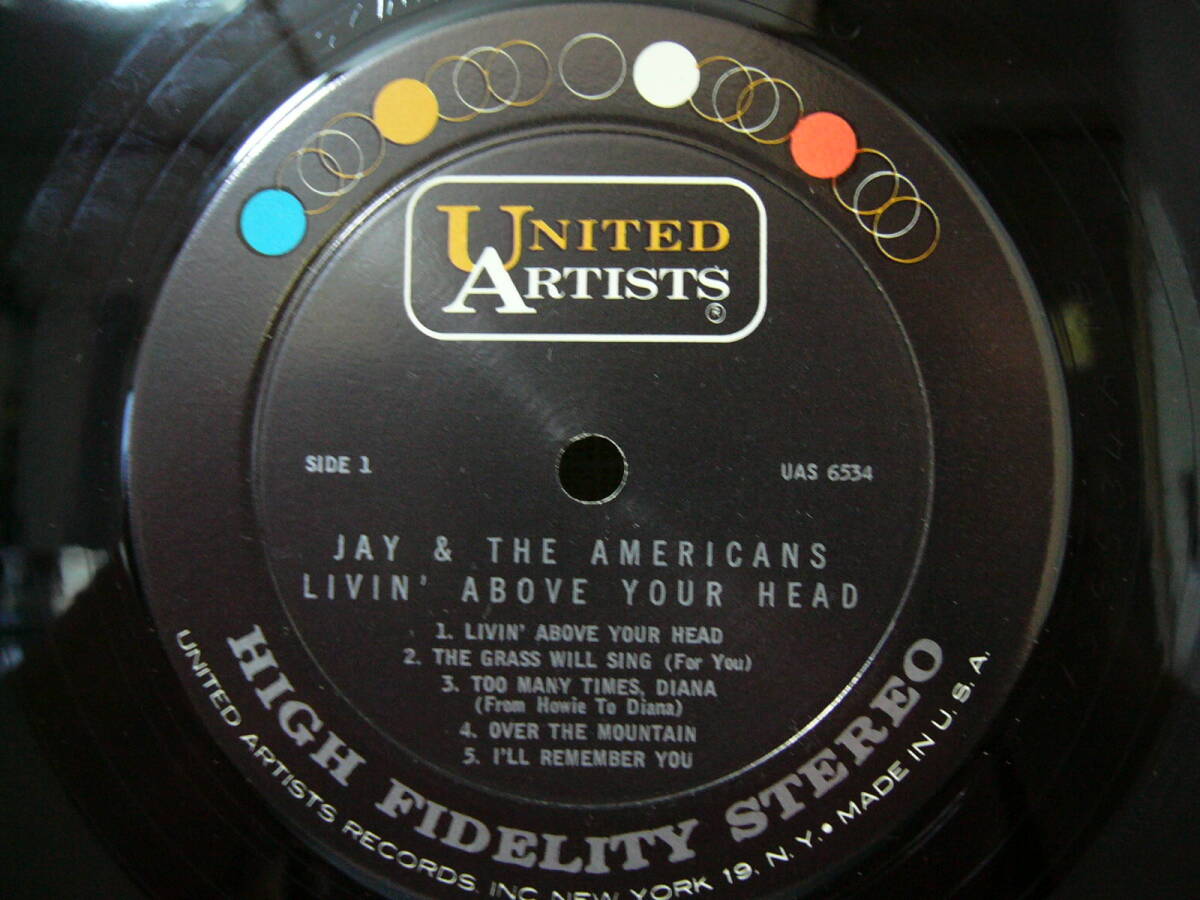 UNITED
ARTISTS
®
SIDE 1
UAS 6534
JAY & THE AMERICANS
LIVIN' ABOVE YOUR HEAD
1. LIVIN' ABOVE YOUR HEAD
2. THE GRASS WILL SING (For You)
3. TOO MANY TIMES, DIANA
(From Howie To Diana)
4. OVER THE MOUNTAIN
5. I'LL REMEMBER YOU
HIGH FIDELITY STEREO
UNITED ARTISTS RECORDS, INC. NEW YORK 19, N. Y. • MADE IN U. S. A.